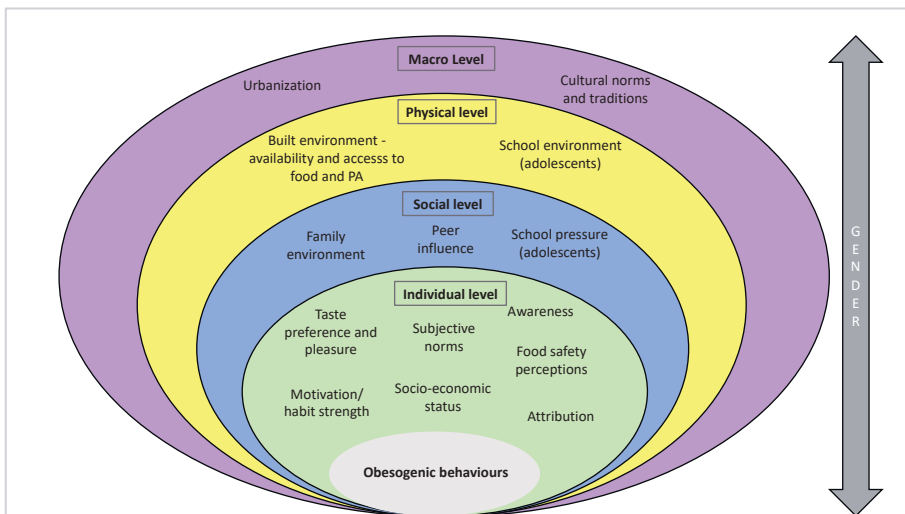 Macro Level
Urbanization
Cultural norms
and traditions
Physical level
Built environment -
availability and accesss to
food and PA
School environment
(adolescents)
Social level
Family
environment
Peer
influence
School pressure
(adolescents)
Individual level
Taste
preference and
pleasure
Subjective
norms
Awareness
Food safety
perceptions
Motivation/
habit strength
Socio-economic
status
Attribution
Obesogenic behaviours
GENDER